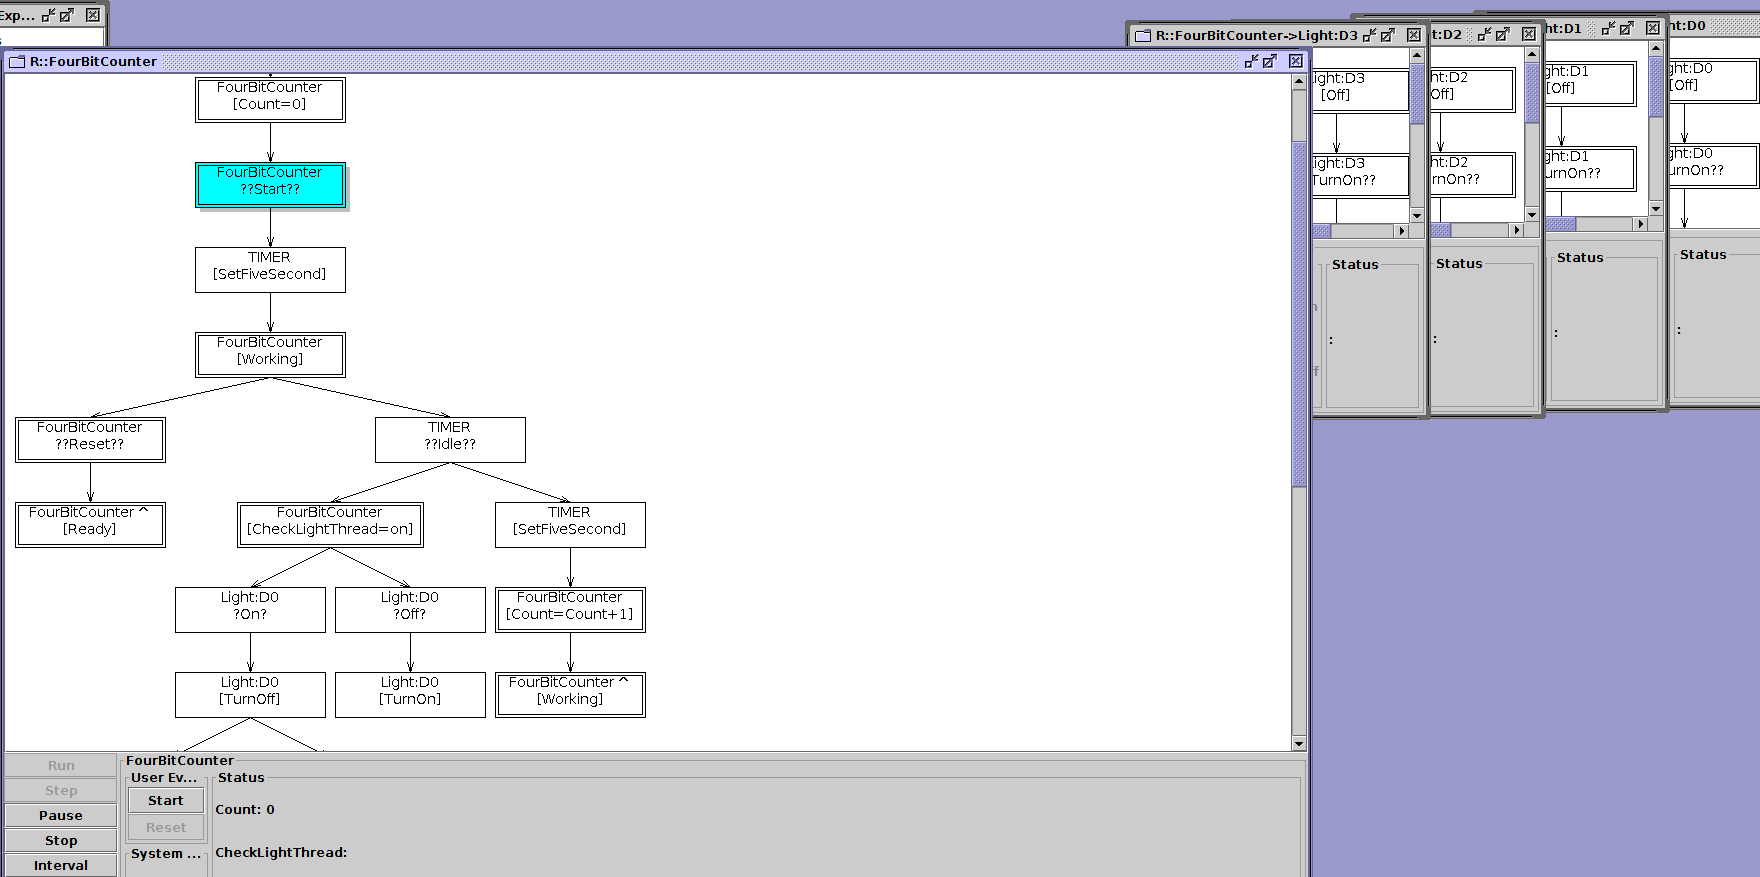 Exp...
R::FourBitCounter->Light:D3
t:D2
ht:D1
ht:D0
R::FourBitCounter
FourBitCounter
[Count=0]
FourBitCounter
??Start??
TIMER
[SetFiveSecond]
FourBitCounter
[Working]
FourBitCounter
??Reset??
TIMER
??Idle??
FourBitCounter ^
[Ready]
FourBitCounter
[CheckLightThread=on]
TIMER
[SetFiveSecond]
Light:D0
?On?
Light:D0
?Off?
FourBitCounter
[Count=Count+1]
Light:D0
[TurnOff]
Light:D0
[TurnOn]
FourBitCounter ^
[Working]
ight:D3
[Off]
ight:D3
TurnOn??
Status
:
ht:D2
Off]
ht:D2
rnOn??
Status
:
ght:D1
[Off]
ght:D1
urnOn??
Status
:
ght:D0
[Off]
ght:D0
urnOn??
Status
:
Run
Step
Pause
Stop
Interval
FourBitCounter
User Ev...
Start
Reset
System ...
Status
Count: 0
CheckLightThread: